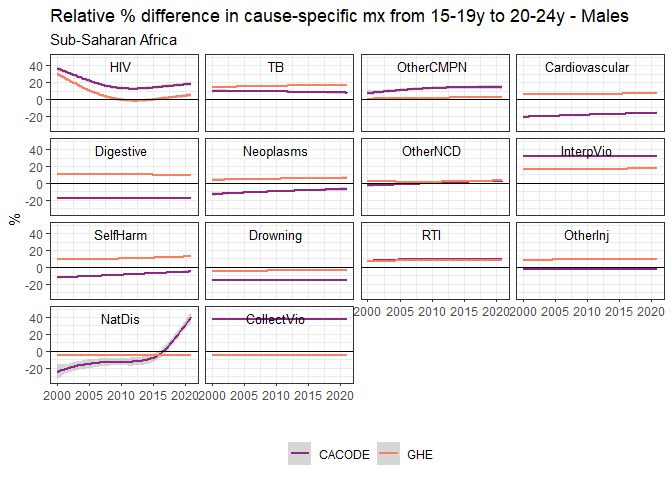 Relative % difference in cause-specific mx from 15-19y to 20-24y - Males
Sub-Saharan Africa
HIV TB OtherCMPN Cardiovascular
40
20
0
-20
Digestive Neoplasms OtherNCD InterpVio
40
20
0
-20
%
SelfHarm Drowning RTI OtherInj
40
20
0
-20
2000 2005 2010 2015 2020 2000 2005 2010 2015 2020
NatDis CollectVio
40
20
0
-20
2000 2005 2010 2015 2020 2000 2005 2010 2015 2020
CACODE GHE